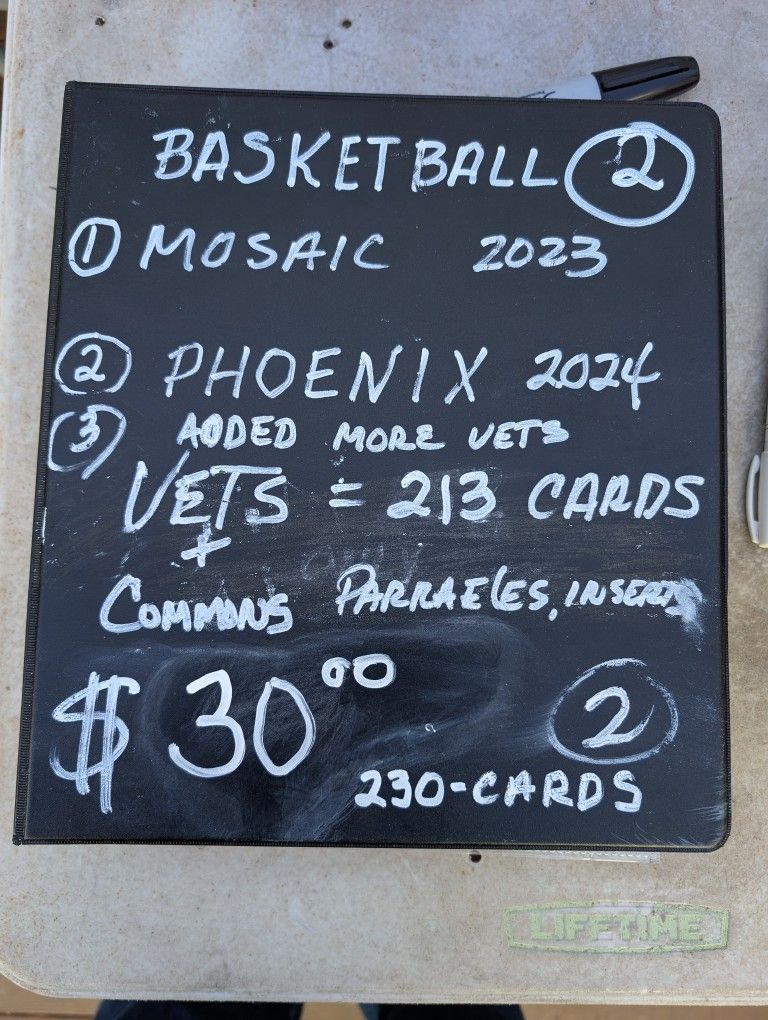 BASKETBALL 2
1 MOSAIC 2023
2 PHOENIX 2024
3 ADDED MORE VETS
VETS = 213 CARDS
+
COMMONS PARRAELES, INSERTS
$30.00 2
230-CARDS
LIFETIME